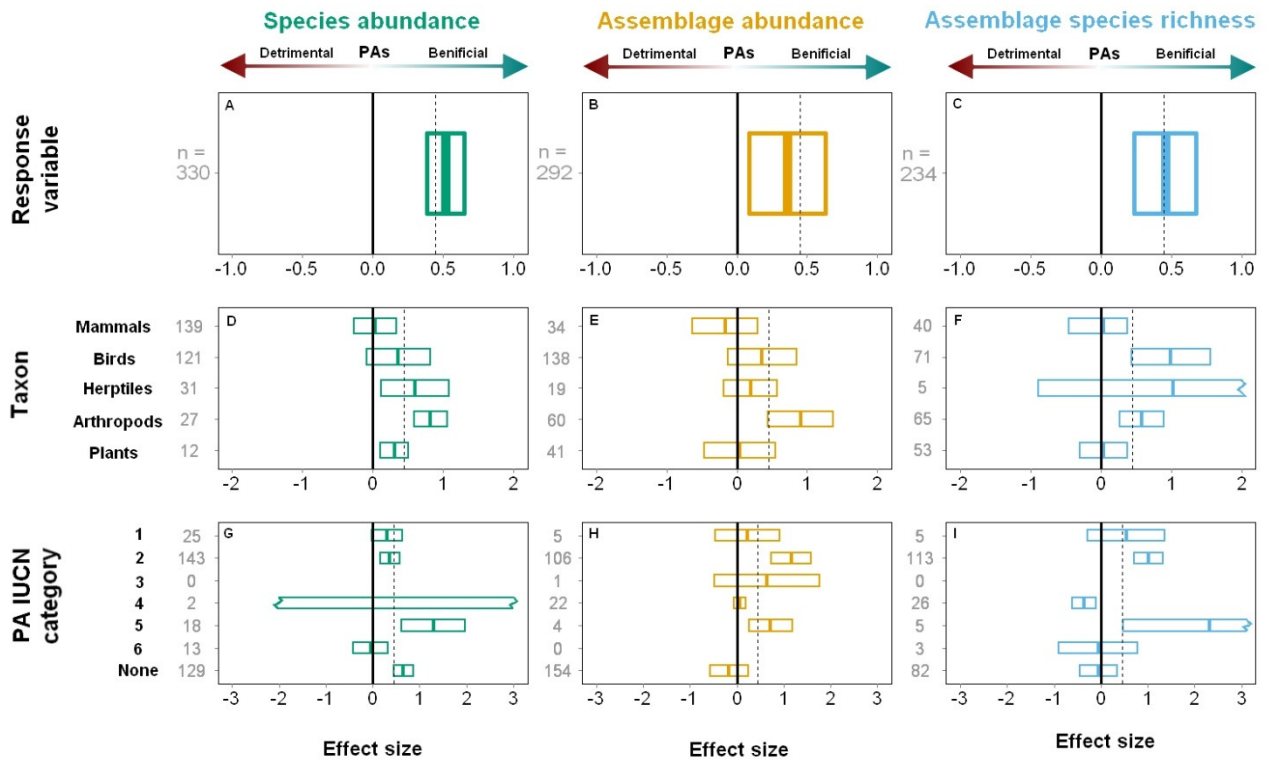 Species abundance Assemblage abundance Assemblage species richness
Detrimental PAs Benificial Detrimental PAs Benificial Detrimental PAs Benificial
Response variable
A B C
n = 330 n = 292 n = 234
-1.0 -0.5 0.0 0.5 1.0 -1.0 -0.5 0.0 0.5 1.0 -1.0 -0.5 0.0 0.5 1.0
Taxon
D E F
Mammals 139 34 40
Birds 121 138 71
Herptiles 31 19 5
Arthropods 27 60 65
Plants 12 41 53
-2 -1 0 1 2 -2 -1 0 1 2 -2 -1 0 1 2
PA IUCN category
G H I
1 25 5 5
2 143 106 113
3 0 1 0
4 2 22 26
5 18 4 5
6 13 0 3
None 129 154 82
-3 -2 -1 0 1 2 3 -3 -2 -1 0 1 2 3 -3 -2 -1 0 1 2 3
Effect size Effect size Effect size